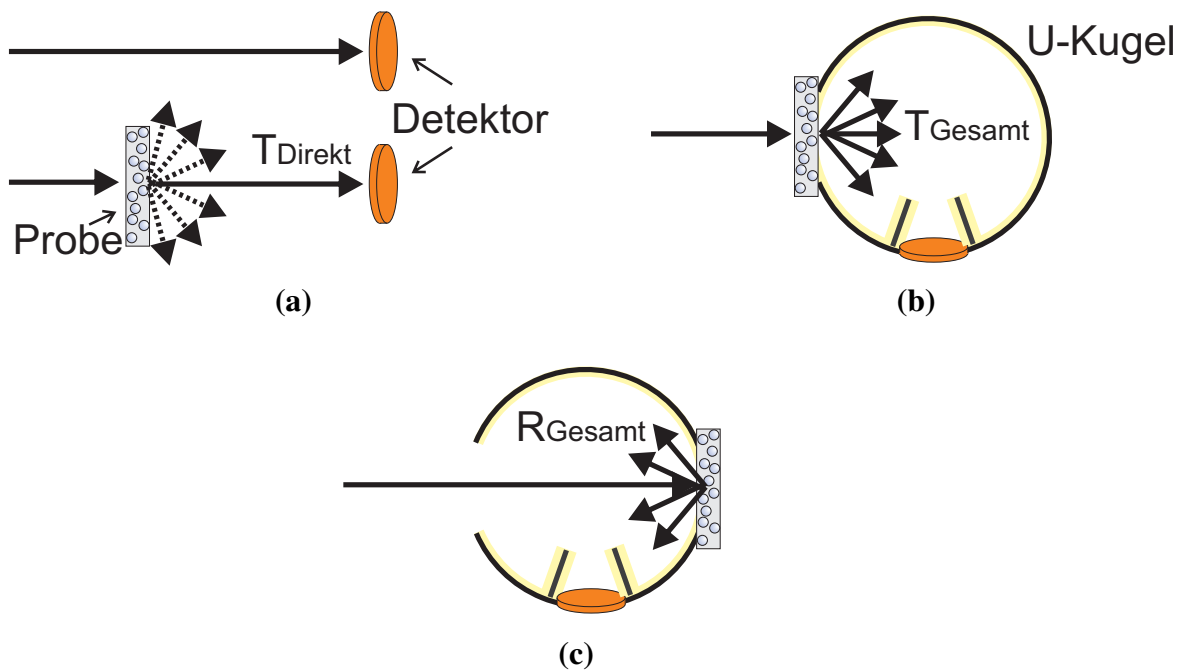 Detektor
TDirekt
Probe
(a)
U-Kugel
TGesamt
(b)
RGesamt
(c)